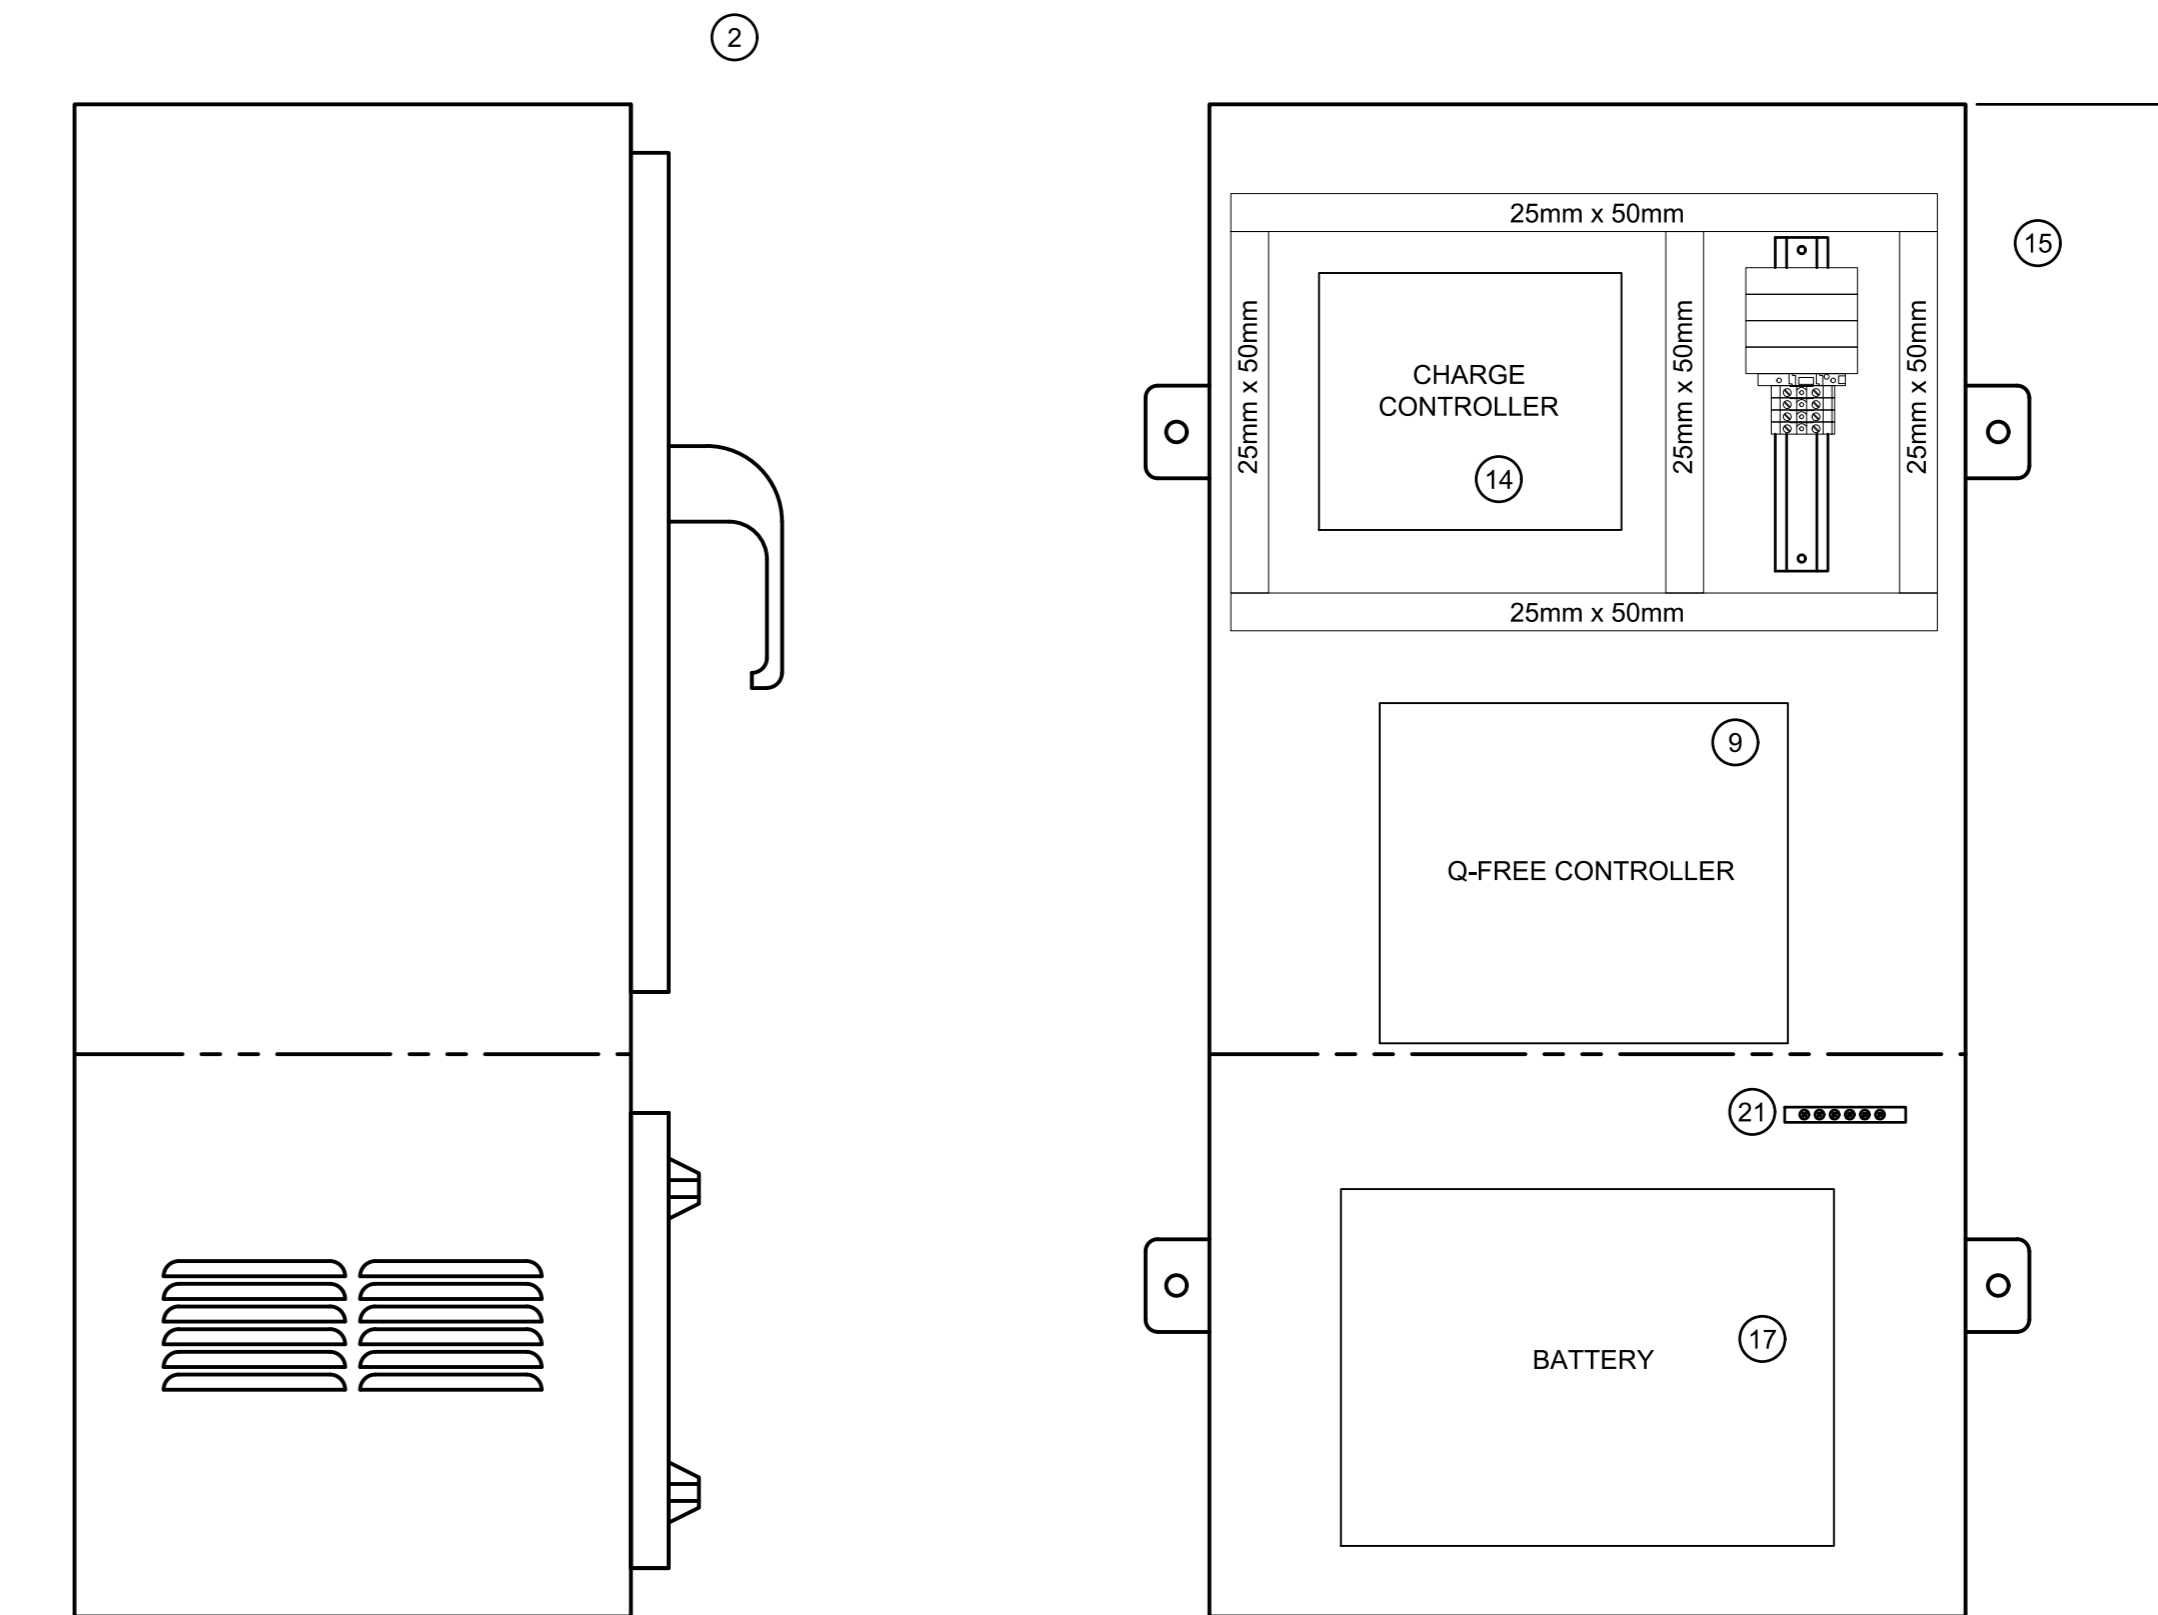 2
25mm x 50mm
15
25mm x 50mm
25mm x 50mm
25mm x 50mm
CHARGE
CONTROLLER
14
25mm x 50mm
9
Q-FREE CONTROLLER
21
17
BATTERY